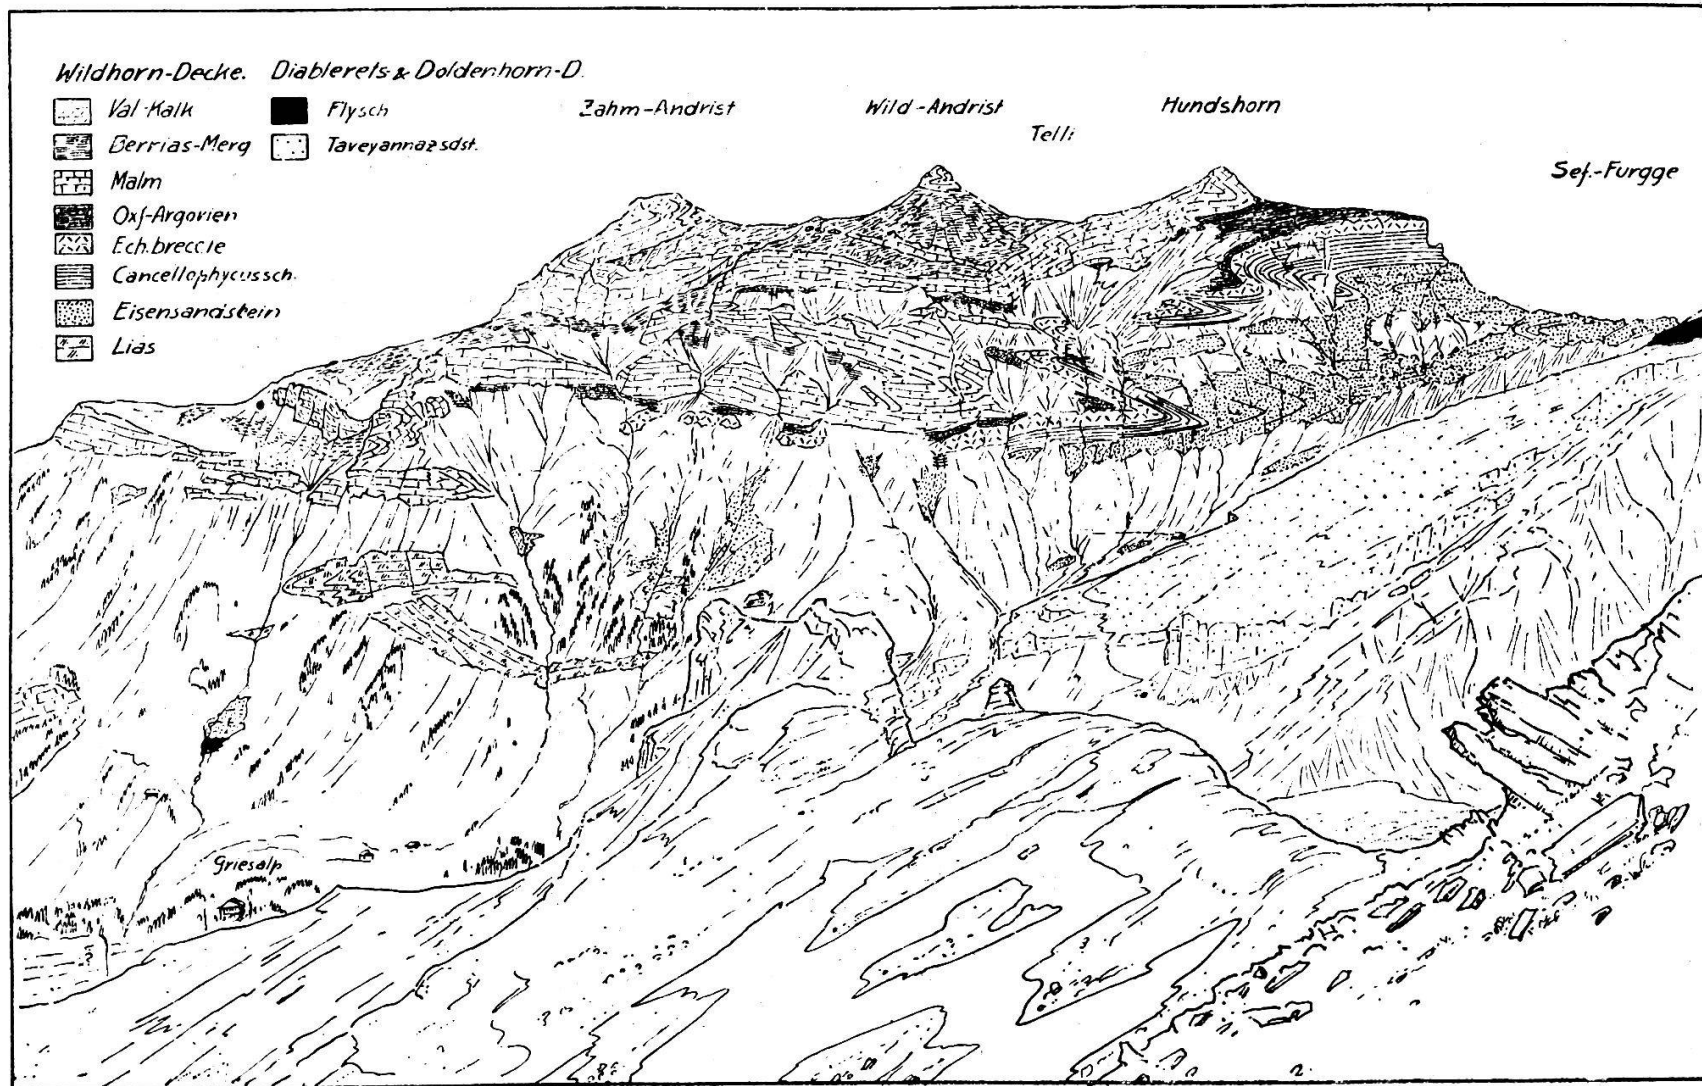 Wildhorn-Decke. Diablerets & Doldenhorn-D.
Val-Kalk
Flysch
Berrias-Merg
Taveyannazsdst.
Malm
Oxf-Argovien
Ech.breccie
Cancellophycussch.
Eisensandstein
Lias
Zahm-Andrist
Wild-Andrist
Telli
Hundshorn
Sef.-Furgge
Griesalp